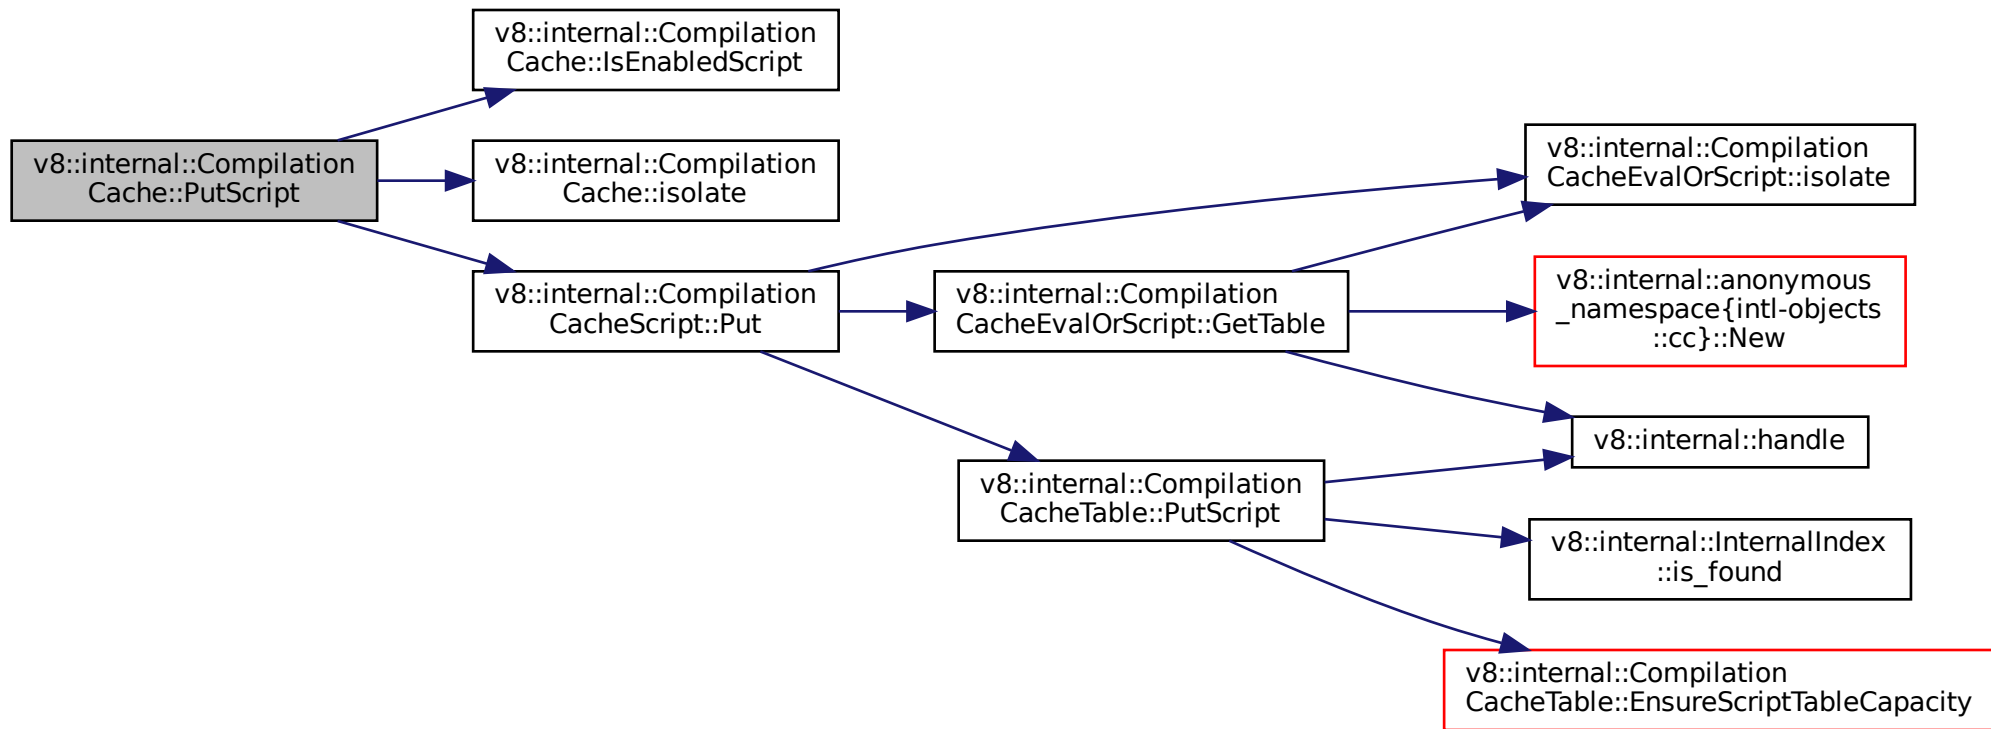 v8::internal::Compilation
Cache::IsEnabledScript
v8::internal::Compilation
Cache::PutScript
v8::internal::Compilation
Cache::isolate
v8::internal::Compilation
CacheScript::Put
v8::internal::Compilation
CacheEvalOrScript::GetTable
v8::internal::Compilation
CacheTable::PutScript
v8::internal::Compilation
CacheEvalOrScript::isolate
v8::internal::anonymous
_namespace{intl-objects
::cc}::New
v8::internal::handle
v8::internal::InternalIndex
::is_found
v8::internal::Compilation
CacheTable::EnsureScriptTableCapacity